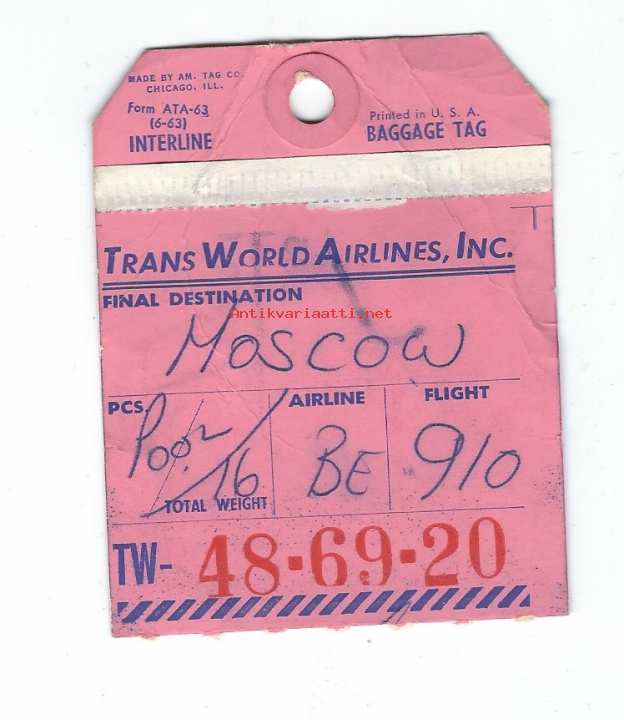 MADE BY AM. TAG CO.
CHICAGO, ILL.
Form ATA-63
(6-63)
INTERLINE
Printed in U. S. A.
BAGGAGE TAG
TRANS WORLD AIRLINES, INC.
FINAL DESTINATION
Antikvariaatti.net
MOSCOW
PCS. AIRLINE FLIGHT
16 BE 910
TOTAL WEIGHT
TW- 48·69·20